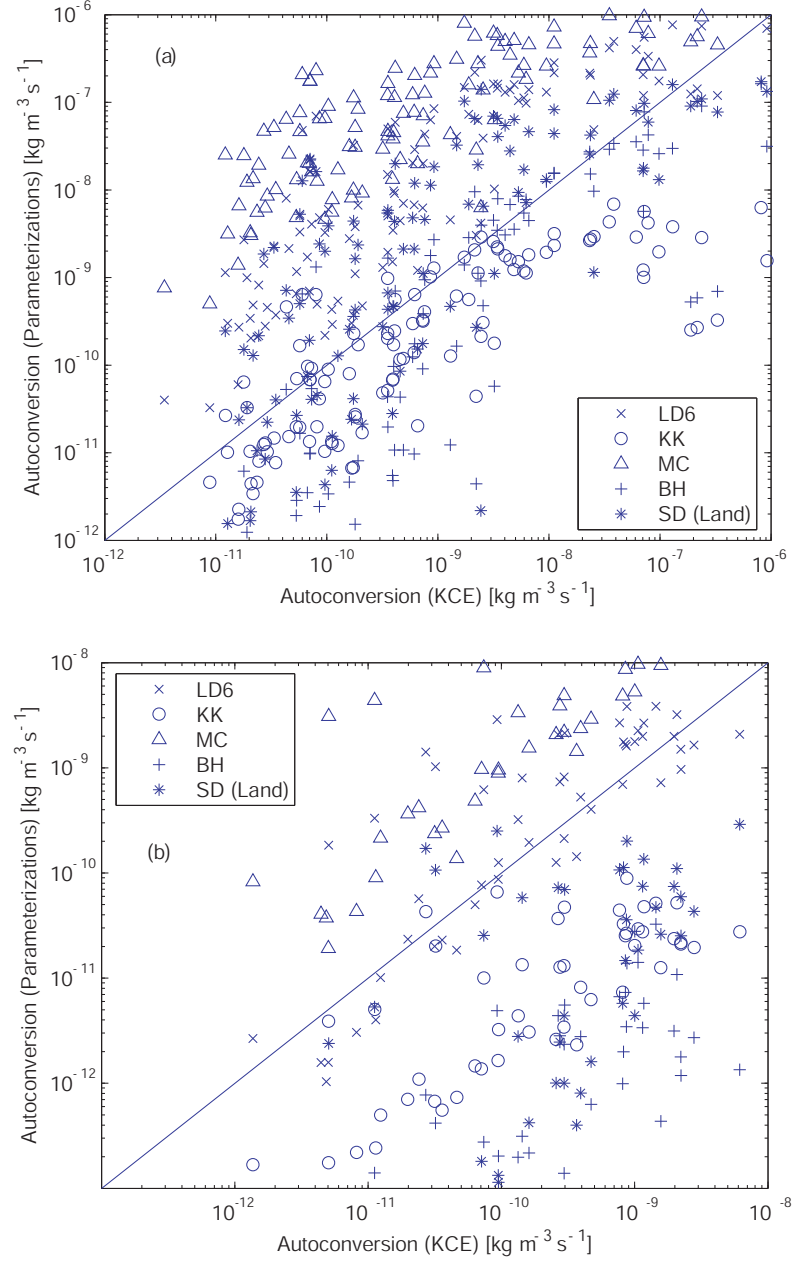 10⁻⁶
(a)
10⁻⁷
10⁻⁸
10⁻⁹
10⁻¹⁰
10⁻¹¹
10⁻¹²
Autoconversion (Parameterizations) [kg m⁻³ s⁻¹]
LD6
KK
MC
BH
SD (Land)
10⁻¹² 10⁻¹¹ 10⁻¹⁰ 10⁻⁹ 10⁻⁸ 10⁻⁷ 10⁻⁶
Autoconversion (KCE) [kg m⁻³ s⁻¹]
10⁻⁸
10⁻⁹
10⁻¹⁰
10⁻¹¹
10⁻¹²
Autoconversion (Parameterizations) [kg m⁻³ s⁻¹]
LD6
KK
MC
BH
SD (Land)
(b)
10⁻¹² 10⁻¹¹ 10⁻¹⁰ 10⁻⁹ 10⁻⁸
Autoconversion (KCE) [kg m⁻³ s⁻¹]